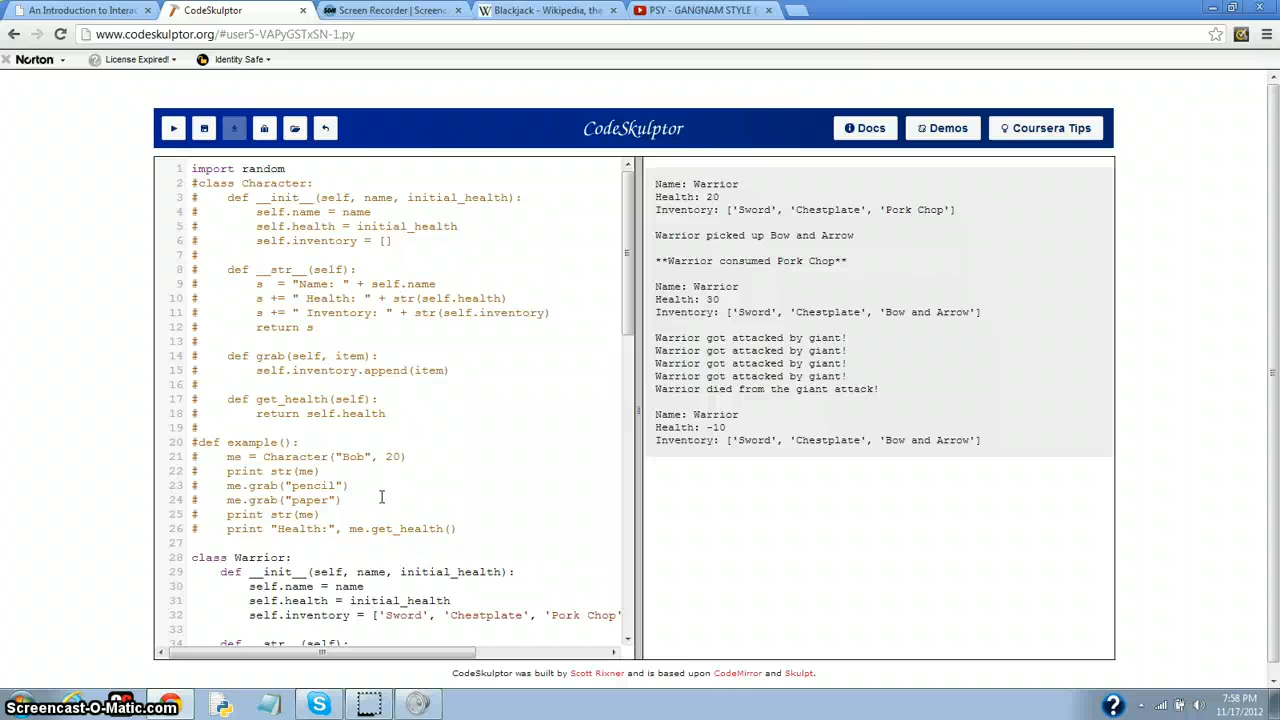 An Introduction to Intera
CodeSkulptor
Screen Recorder | Screenc
Blackjack - Wikipedia, the
PSY - GANGNAM STYLE (
www.codeskulptor.org/#user5-VAPyGSTxSN-1.py
Norton
License Expired!
Identity Safe
CodeSkulptor
Docs
Demos
Coursera Tips
1 import random
2 #class Character:
3 #    def __init__(self, name, initial_health):
4 #        self.name = name
5 #        self.health = initial_health
6 #        self.inventory = []
7 #
8 #    def __str__(self):
9 #        s  = "Name: " + self.name
10 #        s += " Health: " + str(self.health)
11 #        s += " Inventory: " + str(self.inventory)
12 #        return s
13 #
14 #    def grab(self, item):
15 #        self.inventory.append(item)
16 #
17 #    def get_health(self):
18 #        return self.health
19 #
20 #def example():
21 #    me = Character("Bob", 20)
22 #    print str(me)
23 #    me.grab("pencil")
24 #    me.grab("paper")
25 #    print str(me)
26 #    print "Health:", me.get_health()
27
28 class Warrior:
29     def __init__(self, name, initial_health):
30         self.name = name
31         self.health = initial_health
32         self.inventory = ['Sword', 'Chestplate', 'Pork Chop'
33
34     def __str__(self):
Name: Warrior
Health: 20
Inventory: ['Sword', 'Chestplate', 'Pork Chop']
Warrior picked up Bow and Arrow
**Warrior consumed Pork Chop**
Name: Warrior
Health: 30
Inventory: ['Sword', 'Chestplate', 'Bow and Arrow']
Warrior got attacked by giant!
Warrior got attacked by giant!
Warrior got attacked by giant!
Warrior got attacked by giant!
Warrior died from the giant attack!
Name: Warrior
Health: -10
Inventory: ['Sword', 'Chestplate', 'Bow and Arrow']
CodeSkulptor was built by Scott Rixner and is based upon CodeMirror and Skulpt.
Screencast-O-Matic.com
7:58 PM
11/17/2012